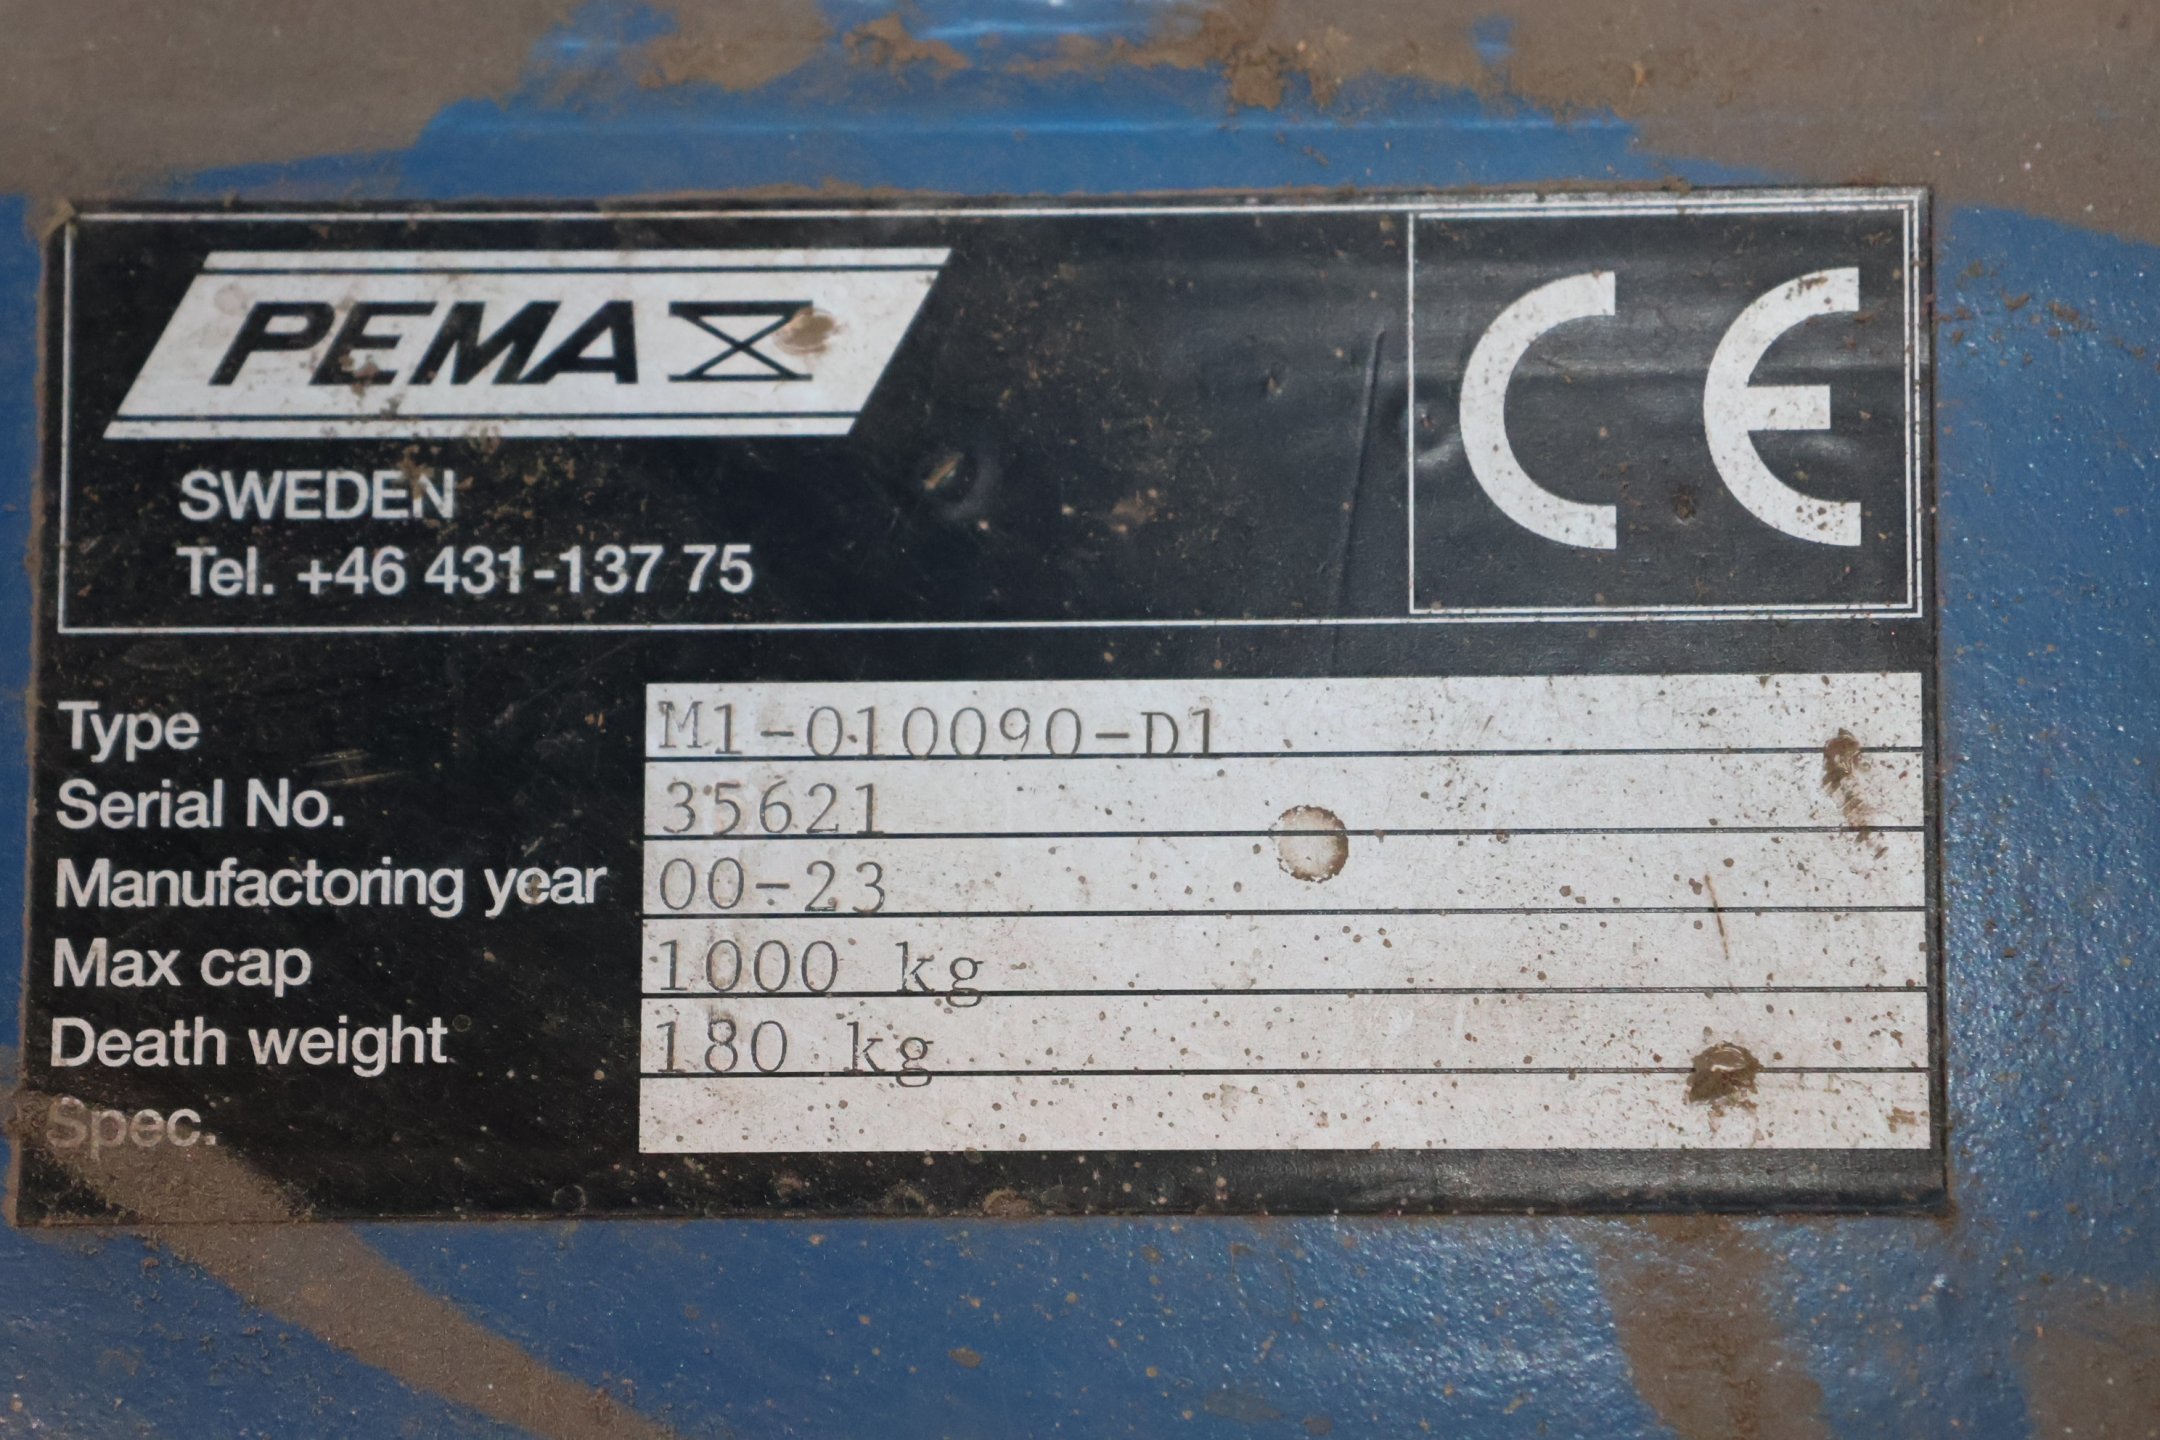 PEMA
CE
SWEDEN
Tel. +46 431-137 75
Type M1-010090-D1
Serial No. 35621
Manufactoring year 00-23
Max cap 1000 kg
Death weight 180 kg
Spec.